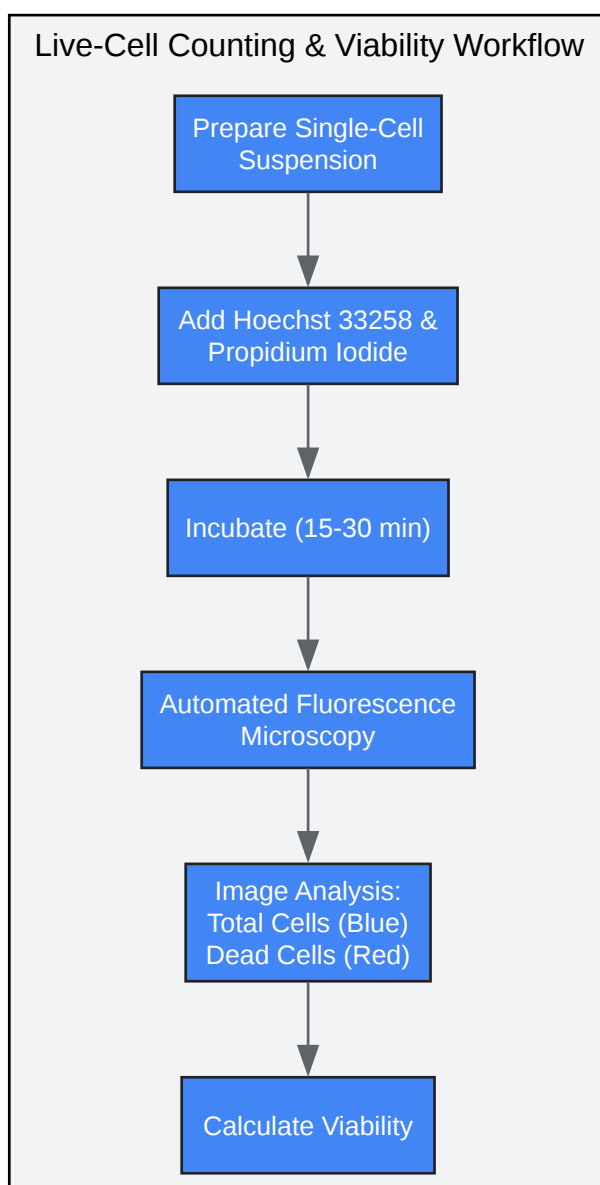 Live-Cell Counting & Viability Workflow
Prepare Single-Cell
Suspension
Add Hoechst 33258 &
Propidium Iodide
Incubate (15-30 min)
Automated Fluorescence
Microscopy
Image Analysis:
Total Cells (Blue)
Dead Cells (Red)
Calculate Viability